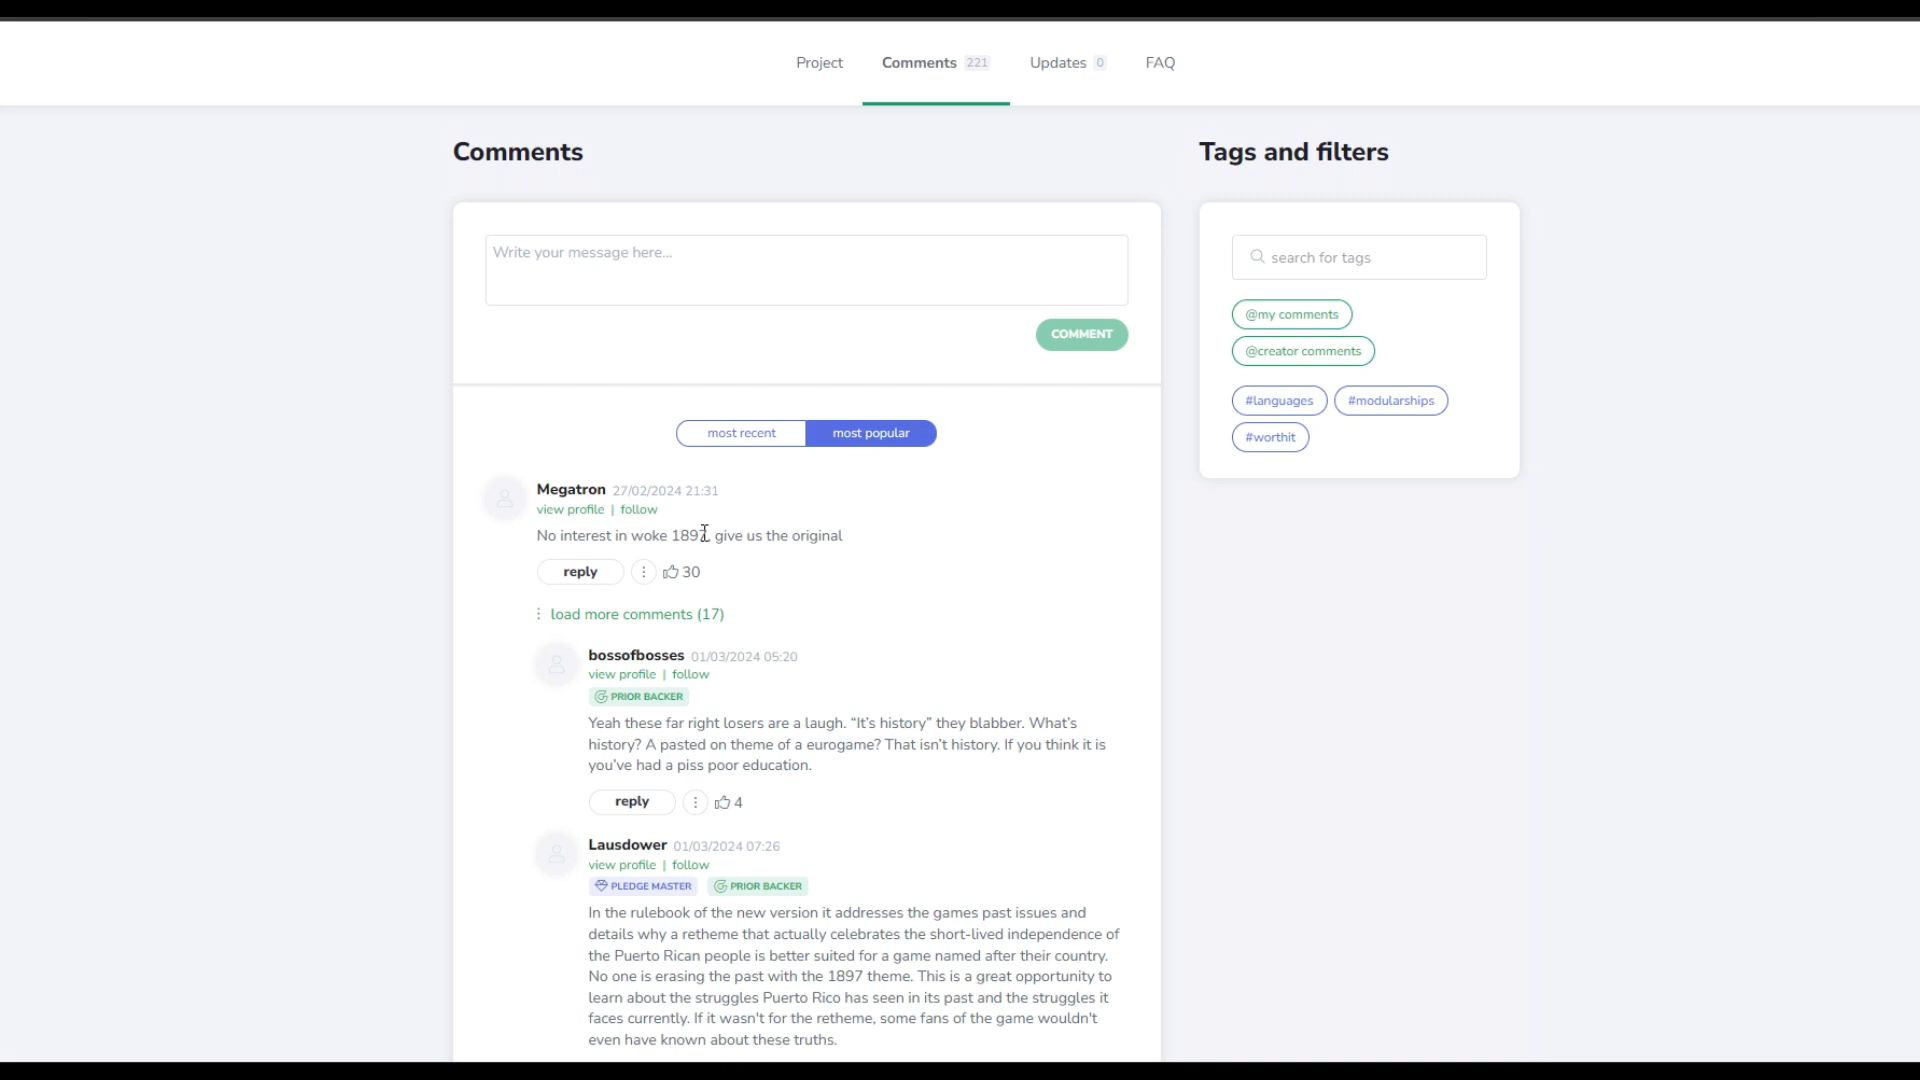 Project Comments 221 Updates 0 FAQ
Comments
Write your message here...
COMMENT
most recent most popular
Megatron 27/02/2024 21:31
view profile | follow
No interest in woke 1897, give us the original
reply 30
load more comments (17)
bossofbosses 01/03/2024 05:20
view profile | follow
PRIOR BACKER
Yeah these far right losers are a laugh. “It’s history” they blabber. What’s
history? A pasted on theme of a eurogame? That isn’t history. If you think it is
you’ve had a piss poor education.
reply 4
Lausdower 01/03/2024 07:26
view profile | follow
PLEDGE MASTER PRIOR BACKER
In the rulebook of the new version it addresses the games past issues and
details why a retheme that actually celebrates the short-lived independence of
the Puerto Rican people is better suited for a game named after their country.
No one is erasing the past with the 1897 theme. This is a great opportunity to
learn about the struggles Puerto Rico has seen in its past and the struggles it
faces currently. If it wasn't for the retheme, some fans of the game wouldn't
even have known about these truths.
Tags and filters
search for tags
@my comments
@creator comments
#languages #modularships
#worthit